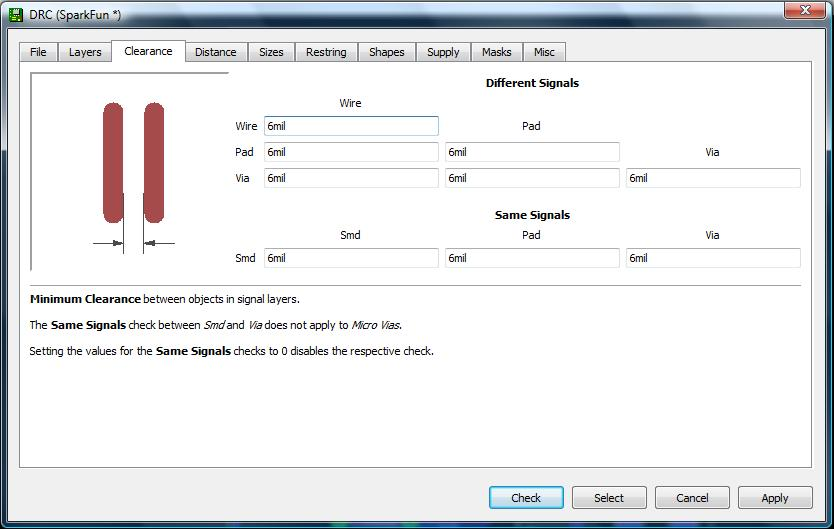 DRC (SparkFun *)
File Layers Clearance Distance Sizes Restring Shapes Supply Masks Misc
Different Signals
Wire
Wire 6mil Pad
Pad 6mil 6mil Via
Via 6mil 6mil 6mil
Same Signals
Smd Pad Via
Smd 6mil 6mil 6mil
Minimum Clearance between objects in signal layers.
The Same Signals check between Smd and Via does not apply to Micro Vias.
Setting the values for the Same Signals checks to 0 disables the respective check.
Check Select Cancel Apply